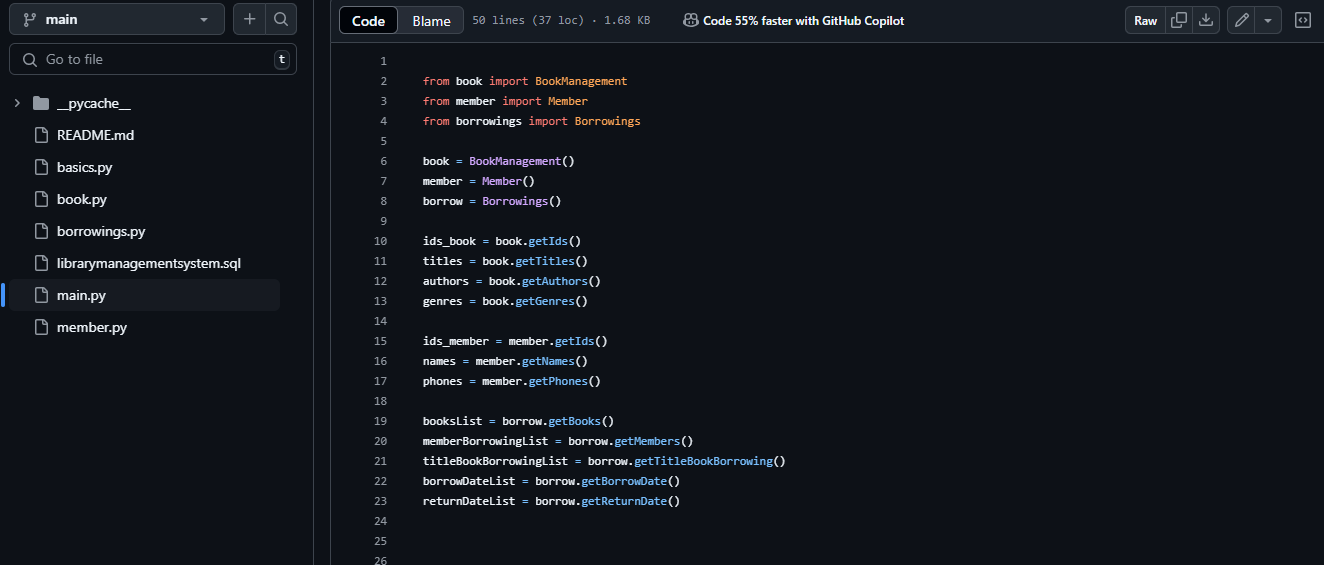 main
Go to file
t
__pycache__
README.md
basics.py
book.py
borrowings.py
librarymanagementsystem.sql
main.py
member.py
Code Blame 50 lines (37 loc) · 1.68 KB Code 55% faster with GitHub Copilot Raw
1
2 from book import BookManagement
3 from member import Member
4 from borrowings import Borrowings
5
6 book = BookManagement()
7 member = Member()
8 borrow = Borrowings()
9
10 ids_book = book.getIds()
11 titles = book.getTitles()
12 authors = book.getAuthors()
13 genres = book.getGenres()
14
15 ids_member = member.getIds()
16 names = member.getNames()
17 phones = member.getPhones()
18
19 booksList = borrow.getBooks()
20 memberBorrowingList = borrow.getMembers()
21 titleBookBorrowingList = borrow.getTitleBookBorrowing()
22 borrowDateList = borrow.getBorrowDate()
23 returnDateList = borrow.getReturnDate()
24
25
26